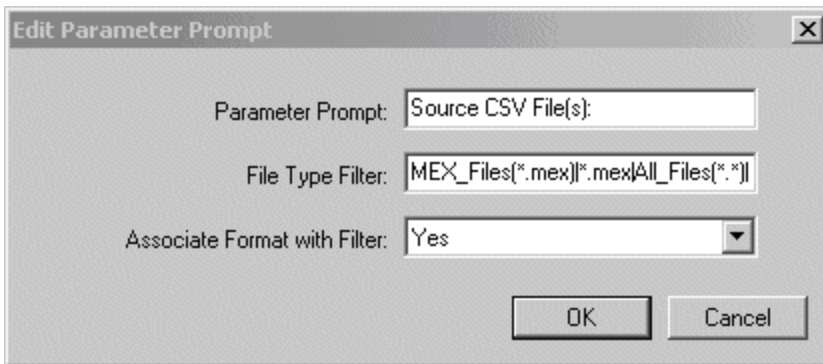 Edit Parameter Prompt
Parameter Prompt: Source CSV File(s):
File Type Filter: MEX_Files(*.mex)|*.mex|All_Files(*.*)|
Associate Format with Filter: Yes
OK Cancel